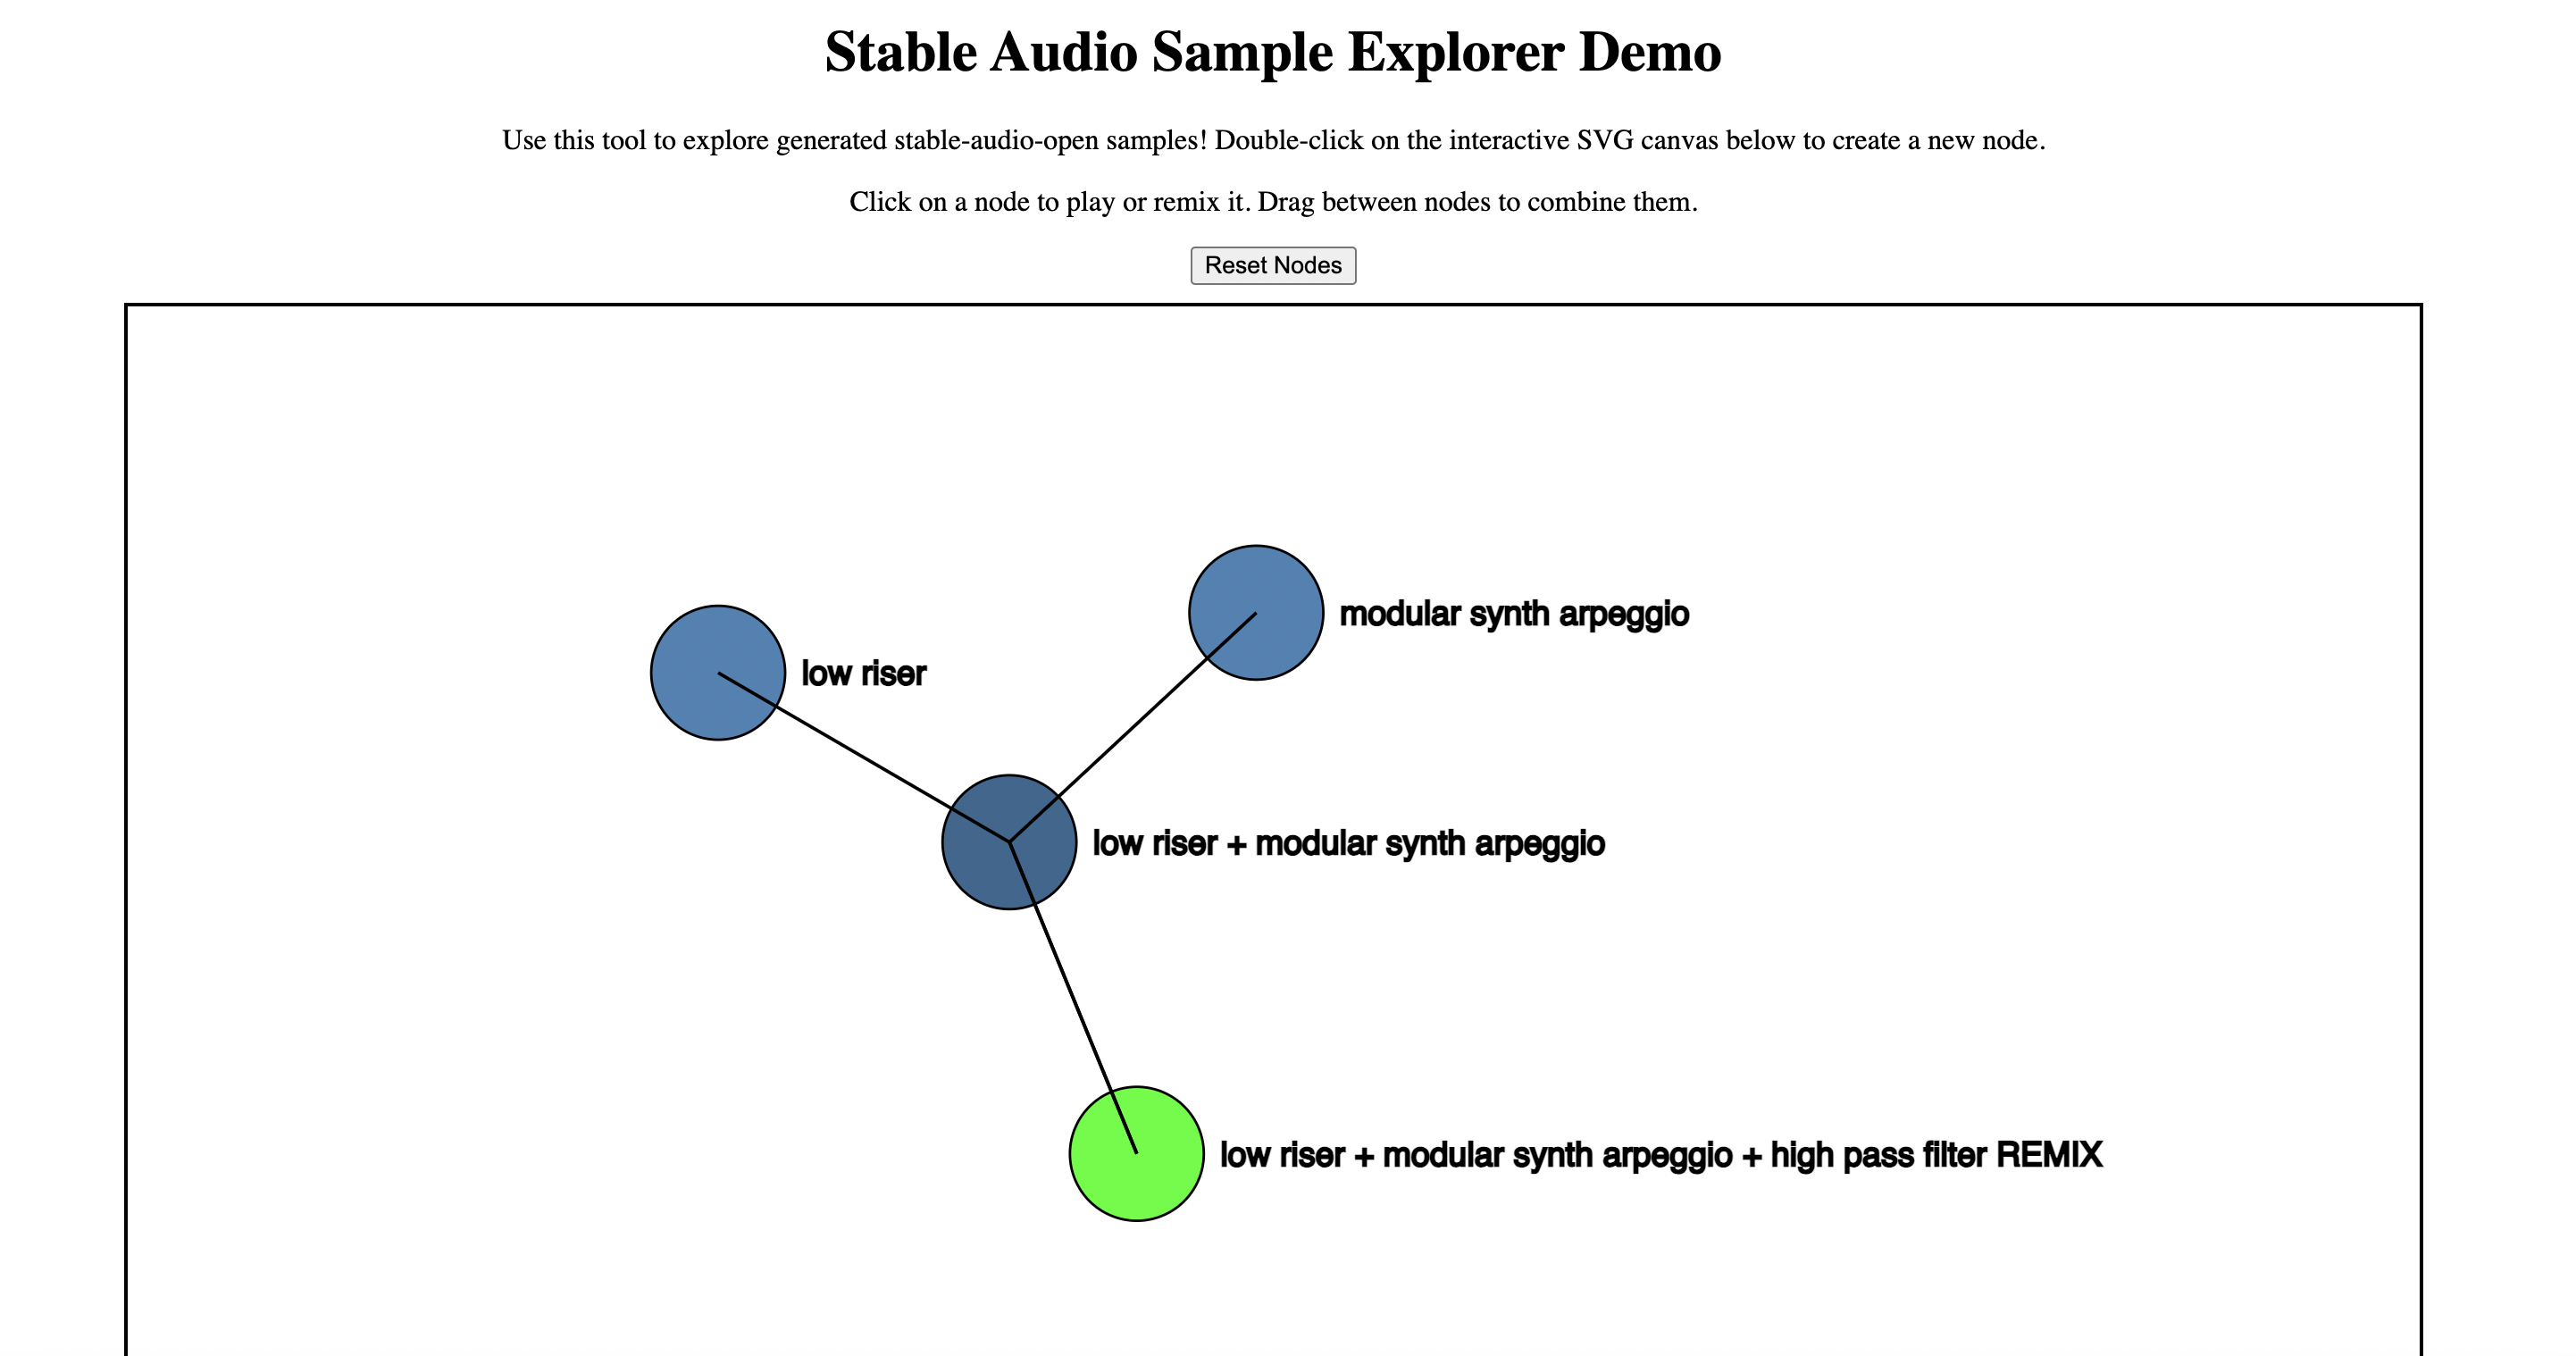 Stable Audio Sample Explorer Demo
Use this tool to explore generated stable-audio-open samples! Double-click on the interactive SVG canvas below to create a new node.
Click on a node to play or remix it. Drag between nodes to combine them.
Reset Nodes
modular synth arpeggio
low riser
low riser + modular synth arpeggio
low riser + modular synth arpeggio + high pass filter REMIX